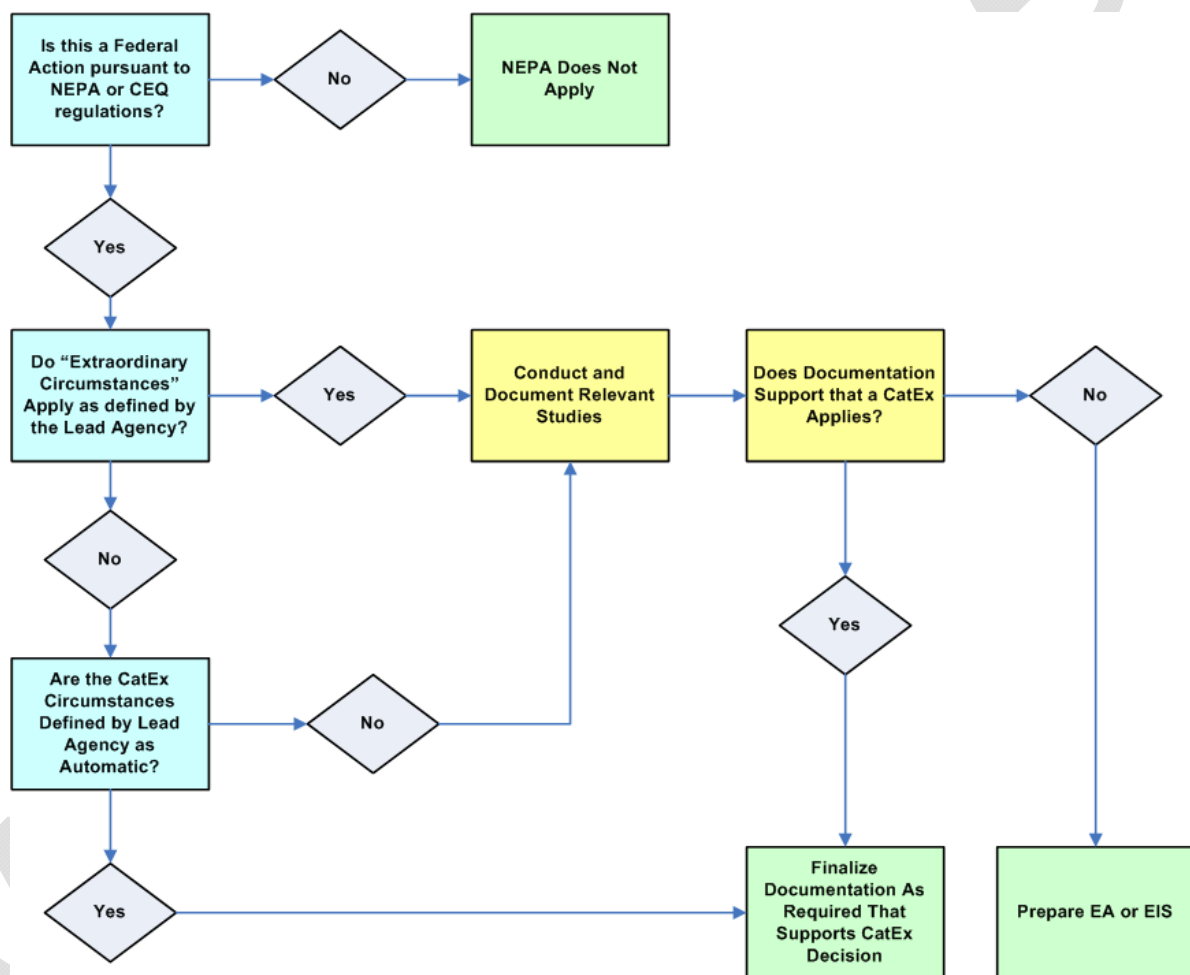 Is this a Federal
Action pursuant to
NEPA or CEQ
regulations?
No
NEPA Does Not
Apply
Yes
Do “Extraordinary
Circumstances”
Apply as defined by
the Lead Agency?
Yes
Conduct and
Document Relevant
Studies
Does Documentation
Support that a CatEx
Applies?
No
No
Yes
Are the CatEx
Circumstances
Defined by Lead
Agency as
Automatic?
No
Yes
Finalize
Documentation As
Required That
Supports CatEx
Decision
Prepare EA or EIS